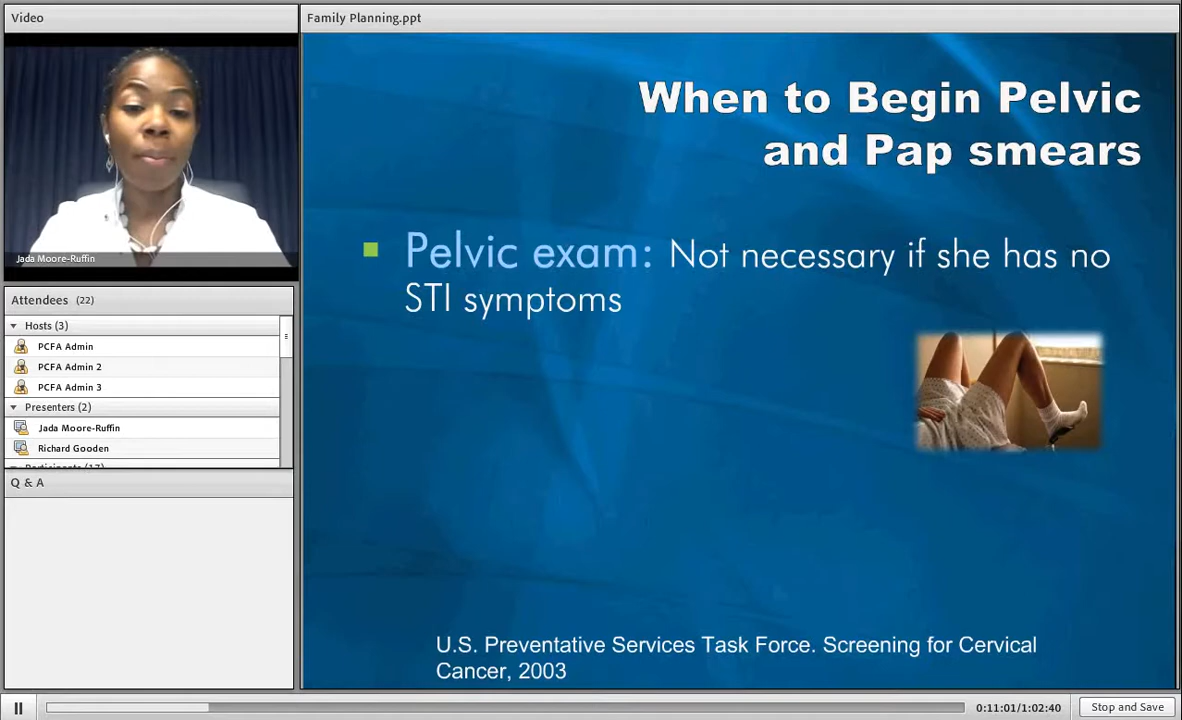 Video
Jada Moore-Ruffin
Attendees (22)
Hosts (3)
PCFA Admin
PCFA Admin 2
PCFA Admin 3
Presenters (2)
Jada Moore-Ruffin
Richard Gooden
Participants (17)
Q & A
Family Planning.ppt
When to Begin Pelvic
and Pap smears
Pelvic exam: Not necessary if she has no
STI symptoms
U.S. Preventative Services Task Force. Screening for Cervical
Cancer, 2003
0:11:01/1:02:40
Stop and Save